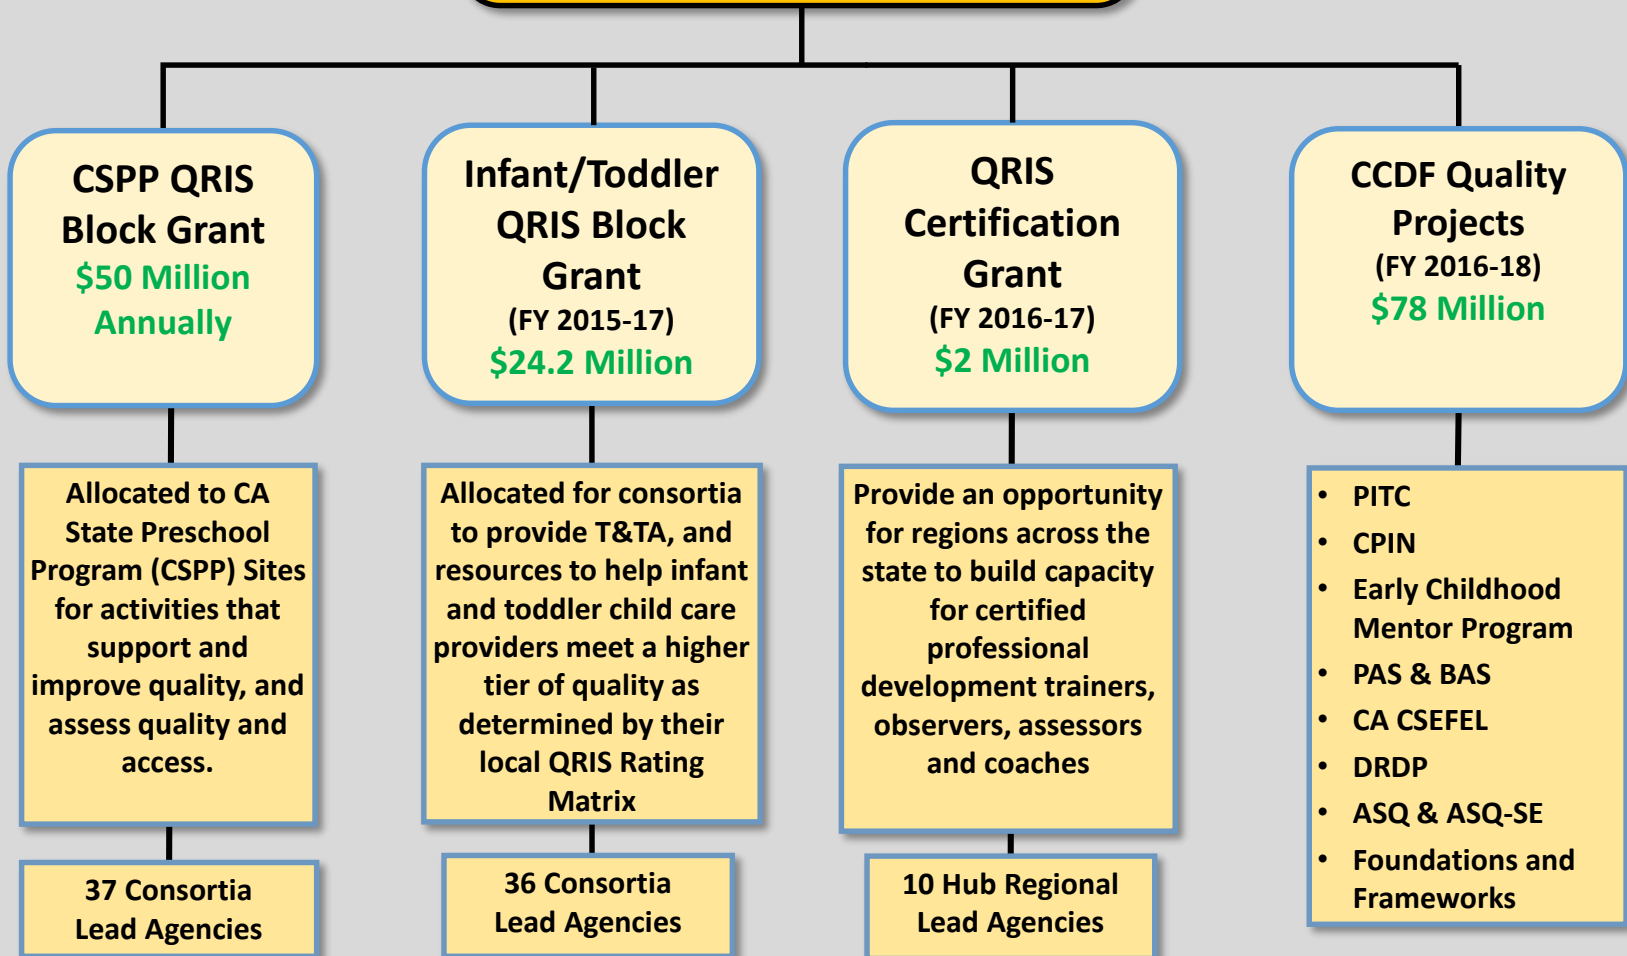 CSPP QRIS
Block Grant
$50 Million
Annually
Infant/Toddler
QRIS Block
Grant
(FY 2015-17)
$24.2 Million
QRIS
Certification
Grant
(FY 2016-17)
$2 Million
CCDF Quality
Projects
(FY 2016-18)
$78 Million
Allocated to CA
State Preschool
Program (CSPP) Sites
for activities that
support and
improve quality, and
assess quality and
access.
Allocated for consortia
to provide T&TA, and
resources to help infant
and toddler child care
providers meet a higher
tier of quality as
determined by their
local QRIS Rating
Matrix
Provide an opportunity
for regions across the
state to build capacity
for certified
professional
development trainers,
observers, assessors
and coaches
• PITC
• CPIN
• Early Childhood
Mentor Program
• PAS & BAS
• CA CSEFEL
• DRDP
• ASQ & ASQ-SE
• Foundations and
Frameworks
37 Consortia
Lead Agencies
36 Consortia
Lead Agencies
10 Hub Regional
Lead Agencies